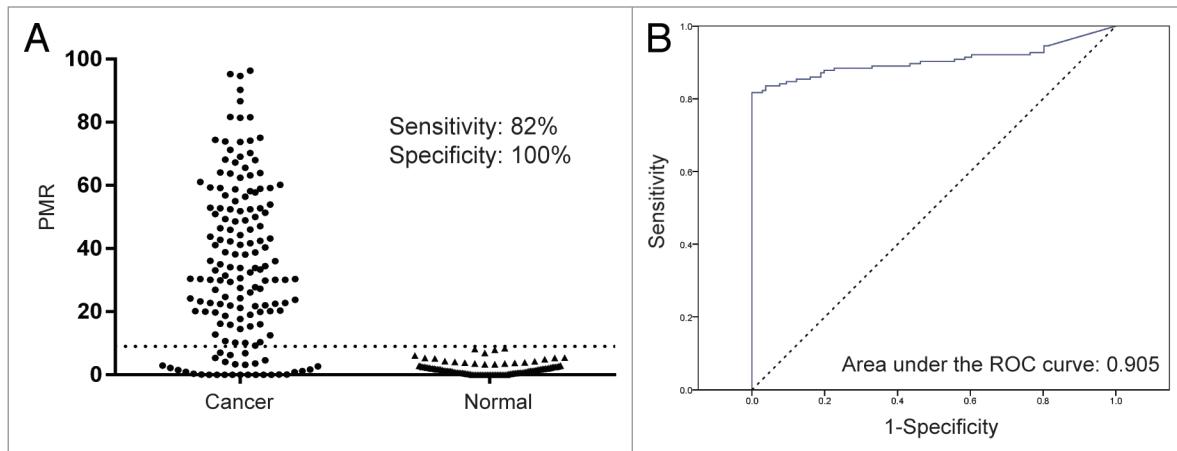 A
100
80
60
40
20
0
PMR
Sensitivity: 82%
Specificity: 100%
Cancer
Normal
B
1.0
0.8
0.6
0.4
0.2
0.0
Sensitivity
Area under the ROC curve: 0.905
0.0 0.2 0.4 0.6 0.8 1.0
1-Specificity